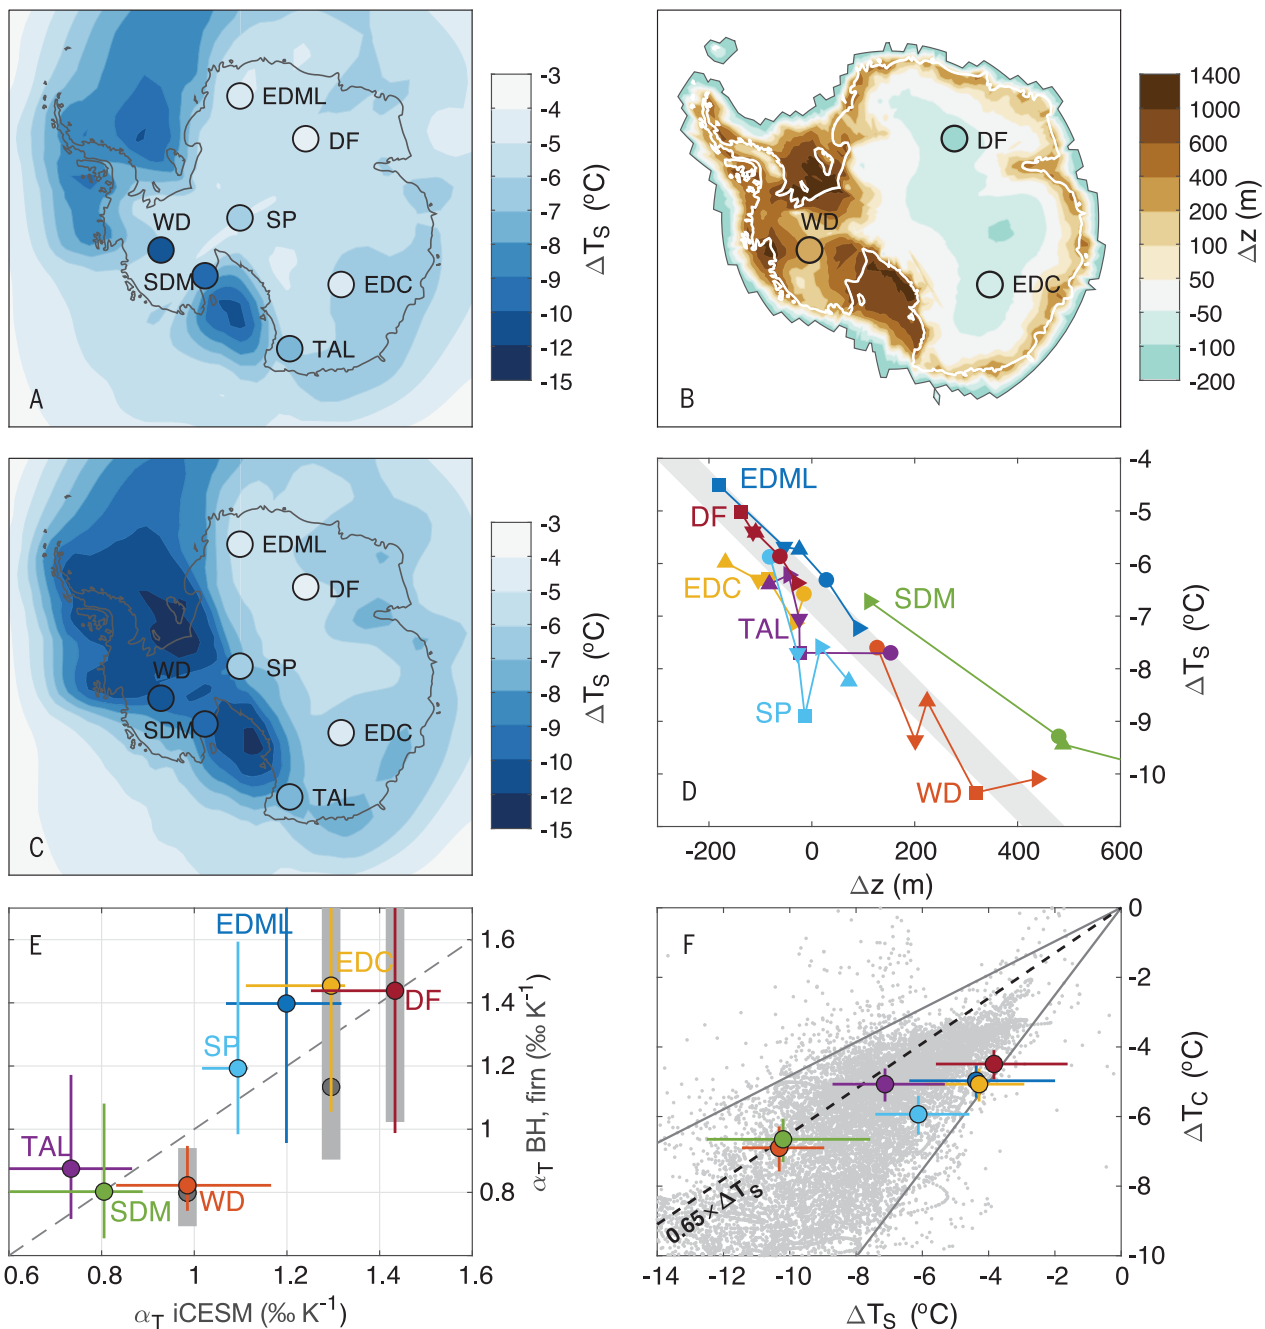 EDML
DF
WD
SP
SDM
EDC
TAL
A
-3
-4
-5
-6
-7
-8
-9
-10
-12
-15
ΔTS (ºC)
DF
WD
EDC
B
1400
1000
600
400
200
100
50
-50
-100
-200
Δz (m)
EDML
DF
WD
SP
SDM
EDC
TAL
C
-3
-4
-5
-6
-7
-8
-9
-10
-12
-15
ΔTS (ºC)
EDML
DF
EDC
SDM
TAL
SP
WD
D
-4
-5
-6
-7
-8
-9
-10
ΔTS (ºC)
-200 0 200 400 600
Δz (m)
E
EDML
EDC
DF
SP
TAL
SDM
WD
1.6
1.4
1.2
1
0.8
αT BH, firn (‰ K-1)
0.6 0.8 1 1.2 1.4 1.6
αT iCESM (‰ K-1)
F
0.65×ΔTS
0
-2
-4
-6
-8
-10
ΔTC (ºC)
-14 -12 -10 -8 -6 -4 -2 0
ΔTS (ºC)